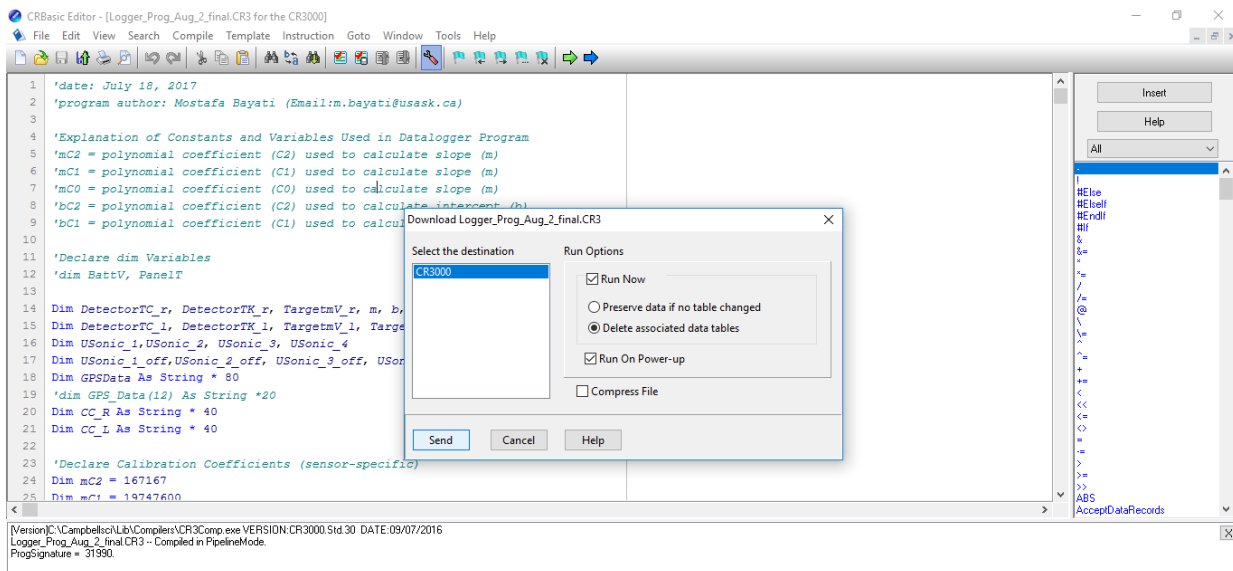 CRBasic Editor - [Logger_Prog_Aug_2_final.CR3 for the CR3000]
File Edit View Search Compile Template Instruction Goto Window Tools Help
1 'date: July 18, 2017
2 'program author: Mostafa Bayati (Email:m.bayati@usask.ca)
3
4 'Explanation of Constants and Variables Used in Datalogger Program
5 'mC2 = polynomial coefficient (C2) used to calculate slope (m)
6 'mC1 = polynomial coefficient (C1) used to calculate slope (m)
7 'mC0 = polynomial coefficient (C0) used to calculate slope (m)
8 'bC2 = polynomial coefficient (C2) used to calculate intercept (b)
9 'bC1 = polynomial coefficient (C1) used to calcul
10
11 'Declare dim Variables
12 'dim BattV, PanelT
13
14 Dim DetectorTC_r, DetectorTK_r, TargetmV_r, m, b,
15 Dim DetectorTC_l, DetectorTK_l, TargetmV_l, Targe
16 Dim USonic_1,USonic_2, USonic_3, USonic_4
17 Dim USonic_1_off,USonic_2_off, USonic_3_off, USon
18 Dim GPSData As String * 80
19 'dim GPS_Data(12) As String *20
20 Dim CC_R As String * 40
21 Dim CC_L As String * 40
22
23 'Declare Calibration Coefficients (sensor-specific)
24 Dim mC2 = 167167
25 Dim mC1 = 19747600
Download Logger_Prog_Aug_2_final.CR3
Select the destination
CR3000
Run Options
Run Now
Preserve data if no table changed
Delete associated data tables
Run On Power-up
Compress File
Send Cancel Help
Insert
Help
All
-
!
#Else
#ElseIf
#EndIf
#If
&
&=
*
*=
/
/=
@
\
\=
^
^=
+
+=
<
<<
<=
<>
=
-=
>
>=
>>
ABS
AcceptDataRecords
[Version]C:\Campbellsci\Lib\Compilers\CR3Comp.exe VERSION:CR3000.Std.30 DATE:09/07/2016
Logger_Prog_Aug_2_final.CR3 -- Compiled in PipelineMode.
ProgSignature = 31990.